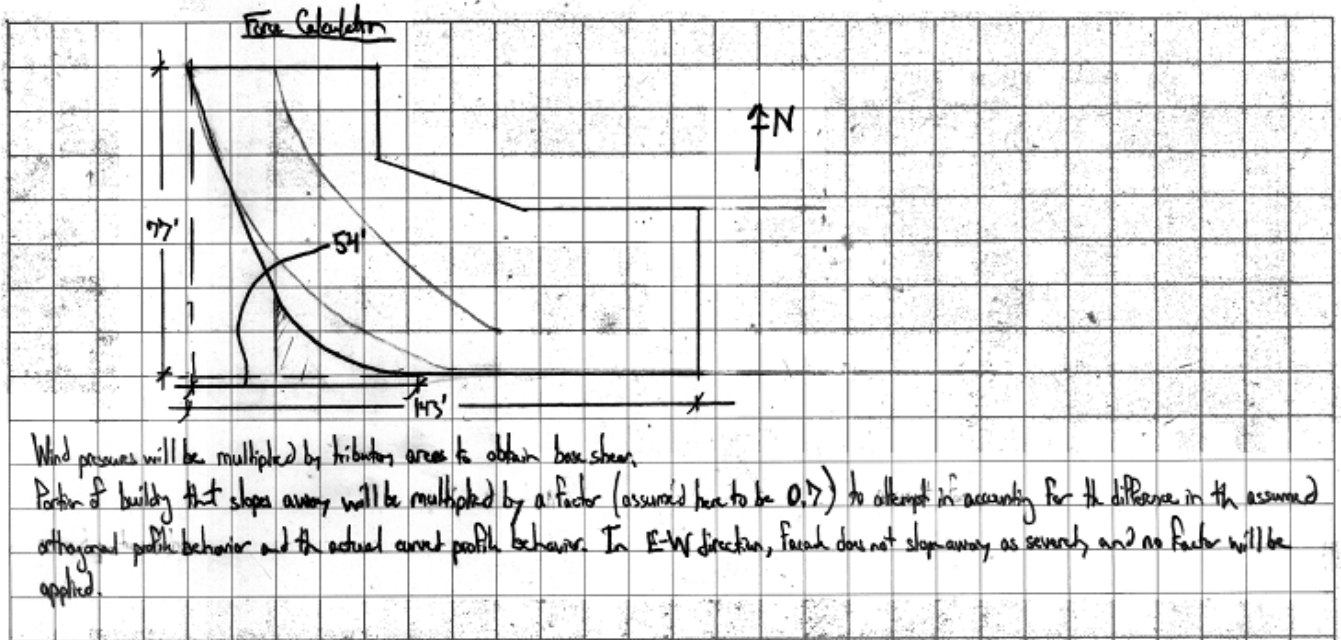 Force Calculation
N
77'
54'
143'
Wind pressures will be multiplied by tributary areas to obtain base shear.
Portion of building that slopes away will be multiplied by a factor (assumed here to be 0.7) to attempt in accounting for the difference in the assumed
orthogonal profile behavior and the actual curved profile behavior. In E-W direction, facade does not slope away as severely and no factor will be
applied.